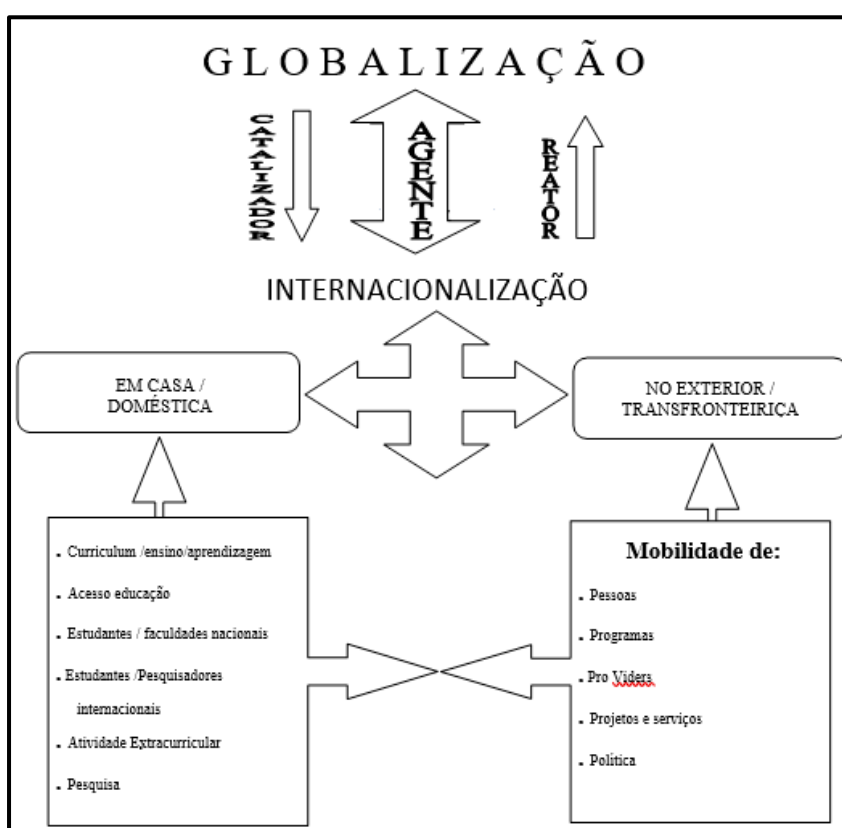 GLOBALIZAÇÃO
CATALIZADOR
AGENTE
REATOR
INTERNACIONALIZAÇÃO
EM CASA /
DOMÉSTICA
NO EXTERIOR /
TRANSFRONTEIRIÇA
. Curriculum /ensino/aprendizagem
. Acesso educação
. Estudantes / faculdades nacionais
. Estudantes /Pesquisadores
internacionais
. Atividade Extracurricular
. Pesquisa
Mobilidade de:
. Pessoas
. Programas
. Pro Viders
. Projetos e serviços
. Política